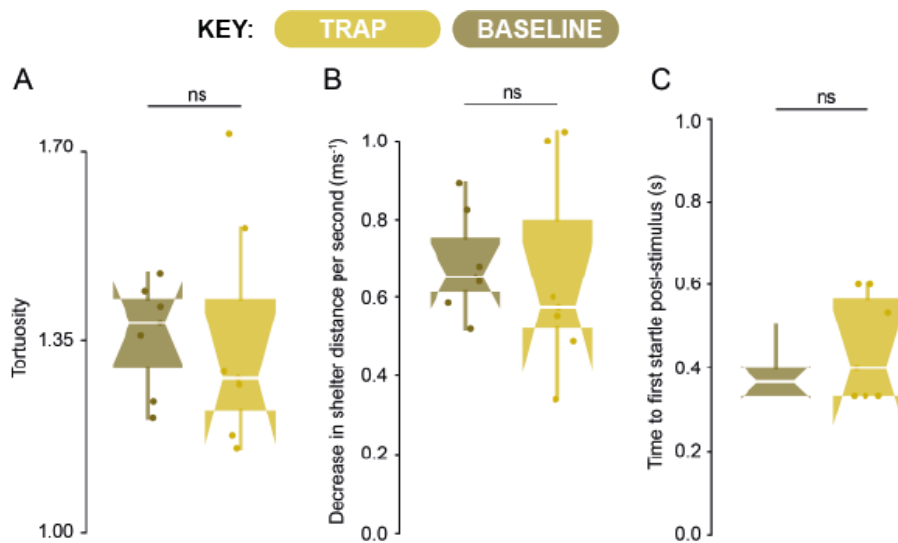 KEY: TRAP BASELINE
A
ns
Tortuosity
1.70
1.35
1.00
B
ns
Decrease in shelter distance per second (ms⁻¹)
1.0
0.8
0.6
0.4
0.2
0.0
C
ns
Time to first startle post-stimulus (s)
1.0
0.8
0.6
0.4
0.2
0.0